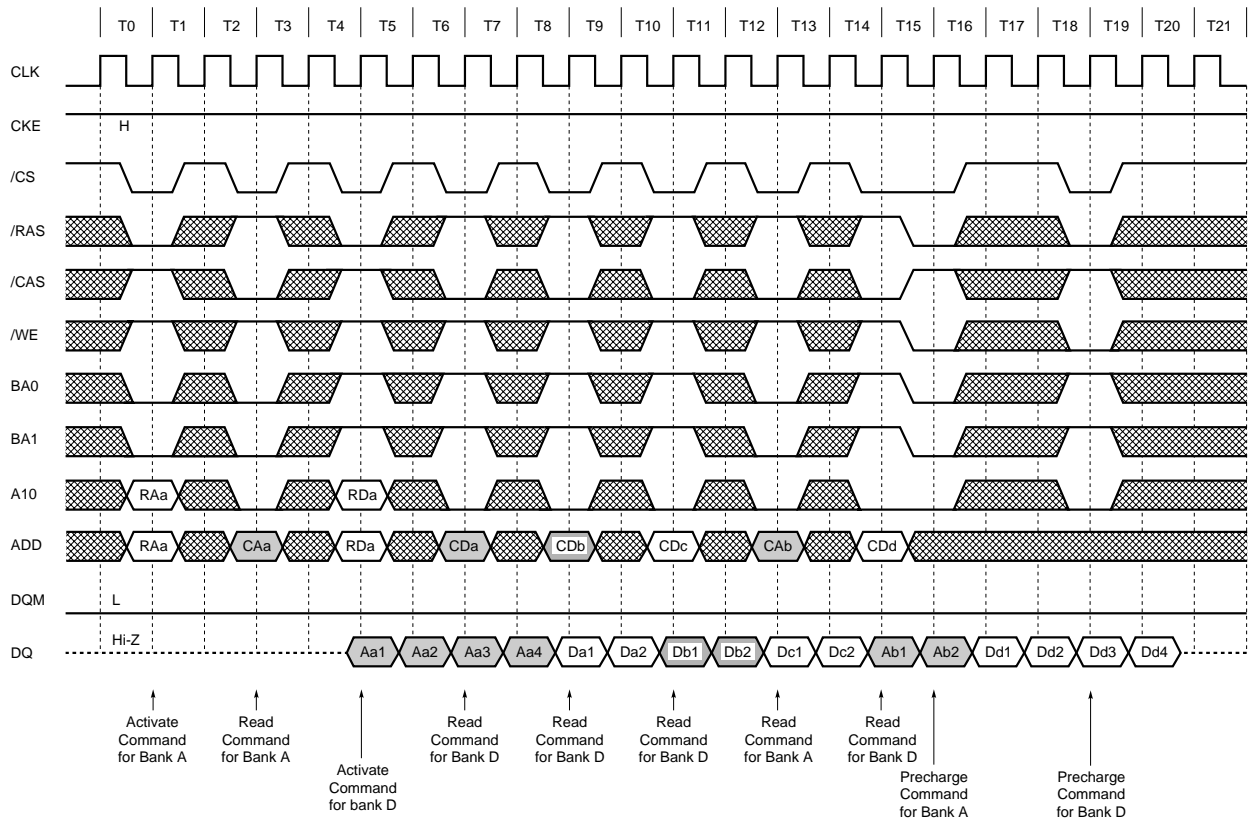 T0 T1 T2 T3 T4 T5 T6 T7 T8 T9 T10 T11 T12 T13 T14 T15 T16 T17 T18 T19 T20 T21
CLK
CKE H
/CS
/RAS
/CAS
/WE
BA0
BA1
A10 RAa RDa
ADD RAa CAa RDa CDa CDb CDc CAb CDd
DQM L
Hi-Z
DQ Aa1 Aa2 Aa3 Aa4 Da1 Da2 Db1 Db2 Dc1 Dc2 Ab1 Ab2 Dd1 Dd2 Dd3 Dd4
Activate
Command
for Bank A
Read
Command
for Bank A
Activate
Command
for bank D
Read
Command
for Bank D
Read
Command
for Bank D
Read
Command
for Bank D
Read
Command
for Bank A
Read
Command
for Bank D
Precharge
Command
for Bank A
Precharge
Command
for Bank D